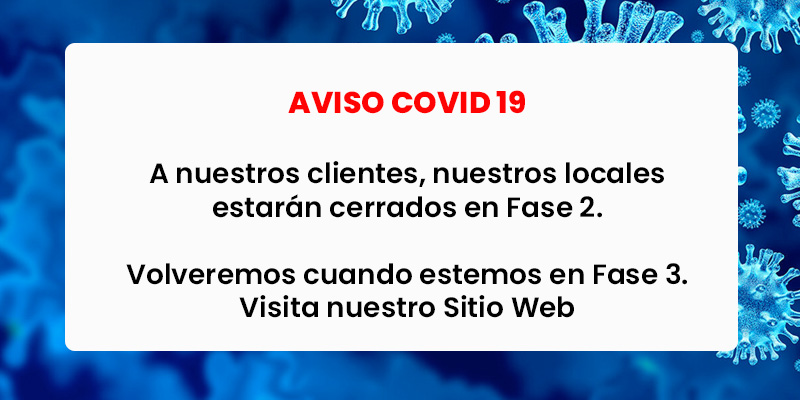 AVISO COVID 19
A nuestros clientes, nuestros locales
estarán cerrados en Fase 2.
Volveremos cuando estemos en Fase 3.
Visita nuestro Sitio Web